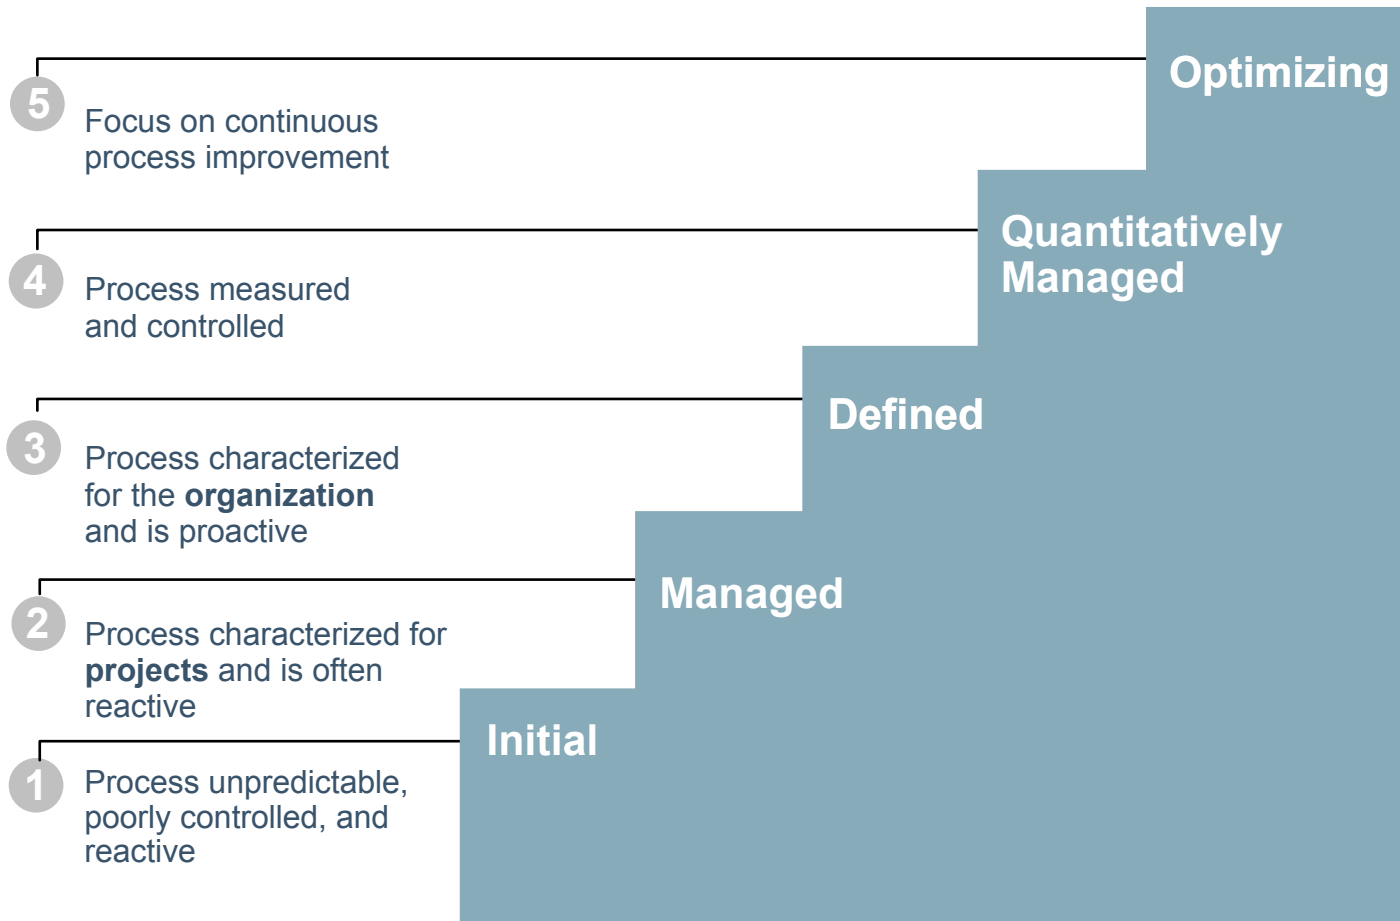 Optimizing
5
Focus on continuous
process improvement
Quantitatively
Managed
4
Process measured
and controlled
Defined
3
Process characterized
for the organization
and is proactive
Managed
2
Process characterized for
projects and is often
reactive
Initial
1
Process unpredictable,
poorly controlled, and
reactive